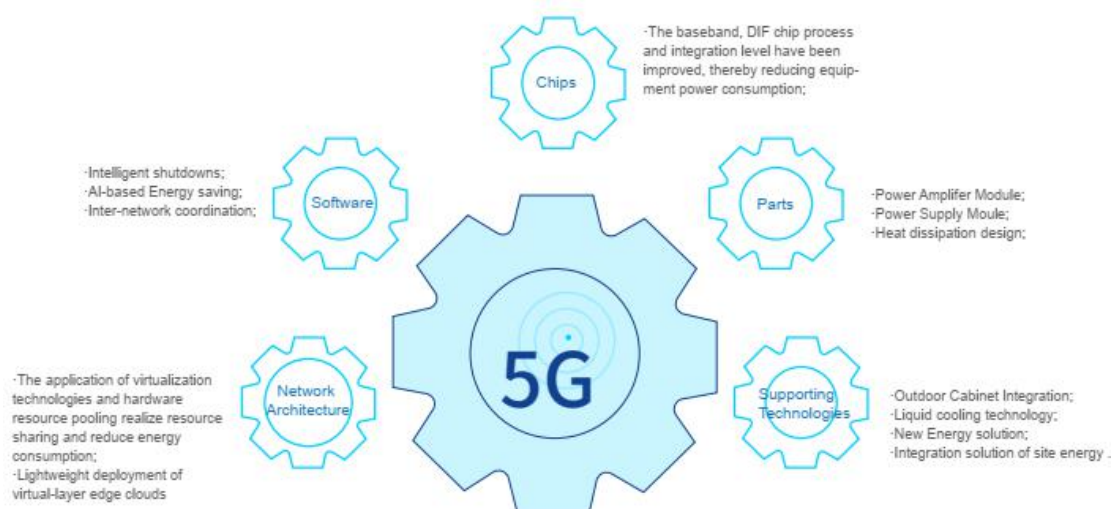 ·The baseband, DIF chip process
and integration level have been
improved, thereby reducing equip-
ment power consumption;
Chips
·Intelligent shutdowns;
·AI-based Energy saving;
·Inter-network coordination;
Software
Parts
·Power Amplifer Module;
·Power Supply Moule;
·Heat dissipation design;
5G
·The application of virtualization
technologies and hardware
resource pooling realize resource
sharing and reduce energy
consumption;
·Lightweight deployment of
virtual-layer edge clouds
Network
Architecture
Supporting
Technologies
·Outdoor Cabinet Integration;
·Liquid cooling technology;
·New Energy solution;
·Integration solution of site energy .